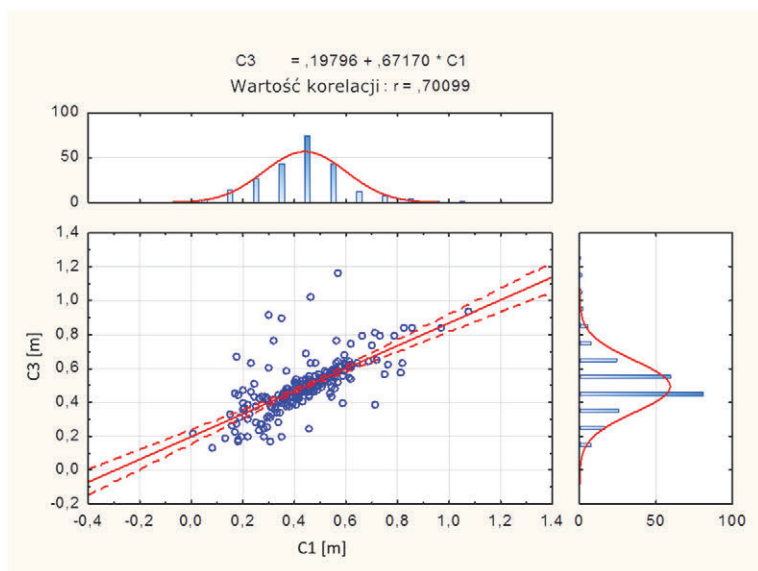 C3 = ,19796 + ,67170 * C1
Wartość korelacji : r = ,70099
100
50
0
1,4
1,2
1,0
0,8
0,6
0,4
0,2
0,0
-0,2
C3 [m]
-0,4 -0,2 0,0 0,2 0,4 0,6 0,8 1,0 1,2 1.4
C1 [m]
0 50 100